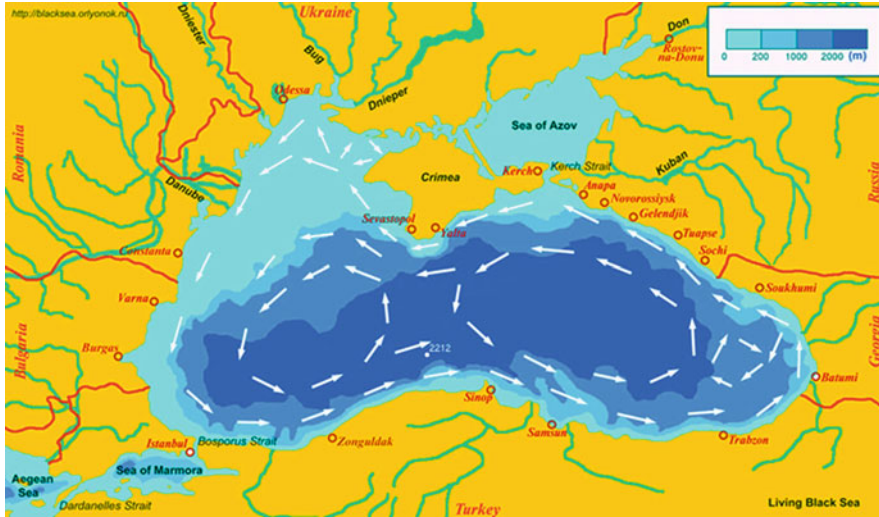 http://blacksea.orlyonok.ru
Ukraine
Dniester
Bug
Don
Rostov-
na-Donu
0 200 1000 2000 (m)
Odessa
Dnieper
Sea of Azov
Romania
Danube
Crimea
Kerch
Kerch Strait
Kuban
Russia
Anapa
Novorossiysk
Gelendjik
Sevastopol
Yalta
Tuapse
Constanta
Sochi
Varna
Soukhumi
Bulgaria
Burgas
2212
Georgia
Batumi
Sinop
Samsun
Trabzon
Istanbul
Bosporus Strait
Zonguldak
Sea of Marmora
Aegean
Sea
Dardanelles Strait
Turkey
Living Black Sea